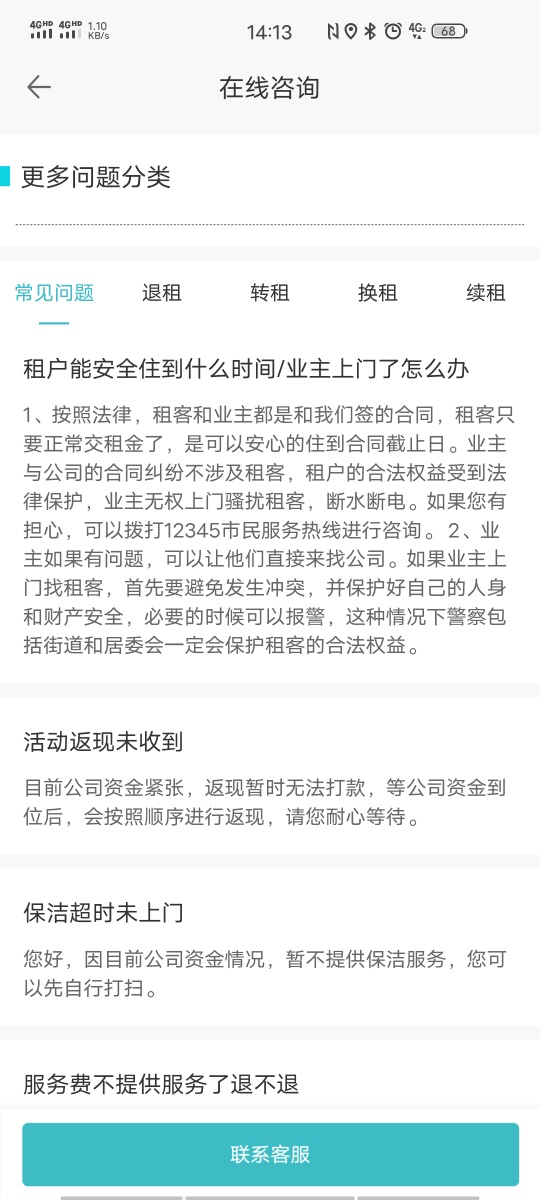 4GHD 4GHD 1.10 KB/s 14:13 4G2 68
在线咨询
更多问题分类
常见问题 退租 转租 换租 续租
租户能安全住到什么时间/业主上门了怎么办
1、按照法律，租客和业主都是和我们签的合同，租客只
要正常交租金了，是可以安心的住到合同截止日。业主
与公司的合同纠纷不涉及租客，租户的合法权益受到法
律保护，业主无权上门骚扰租客，断水断电。如果您有
担心，可以拨打12345市民服务热线进行咨询。 2、业
主如果有问题，可以让他们直接来找公司。如果业主上
门找租客，首先要避免发生冲突，并保护好自己的人身
和财产安全，必要的时候可以报警，这种情况下警察包
括街道和居委会一定会保护租客的合法权益。
活动返现未收到
目前公司资金紧张，返现暂时无法打款，等公司资金到
位后，会按照顺序进行返现，请您耐心等待。
保洁超时未上门
您好，因目前公司资金情况，暂不提供保洁服务，您可
以先自行打扫。
服务费不提供服务了退不退
联系客服